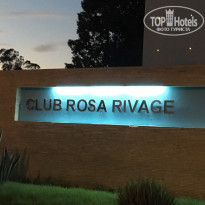 TOP Hotels
ФОТО ТУРИСТА
CLUB ROSA RIVAGE